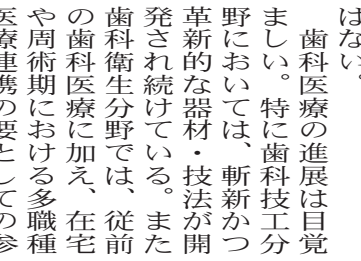 はない。
　歯科医療の進展は目覚
ましい。特に歯科技工分
野においては、斬新かつ
革新的な器材・技法が開
発され続けている。また
歯科衛生分野では、従前
の歯科医療に加え、在宅
や周術期における多職種
医療連携の要としての参